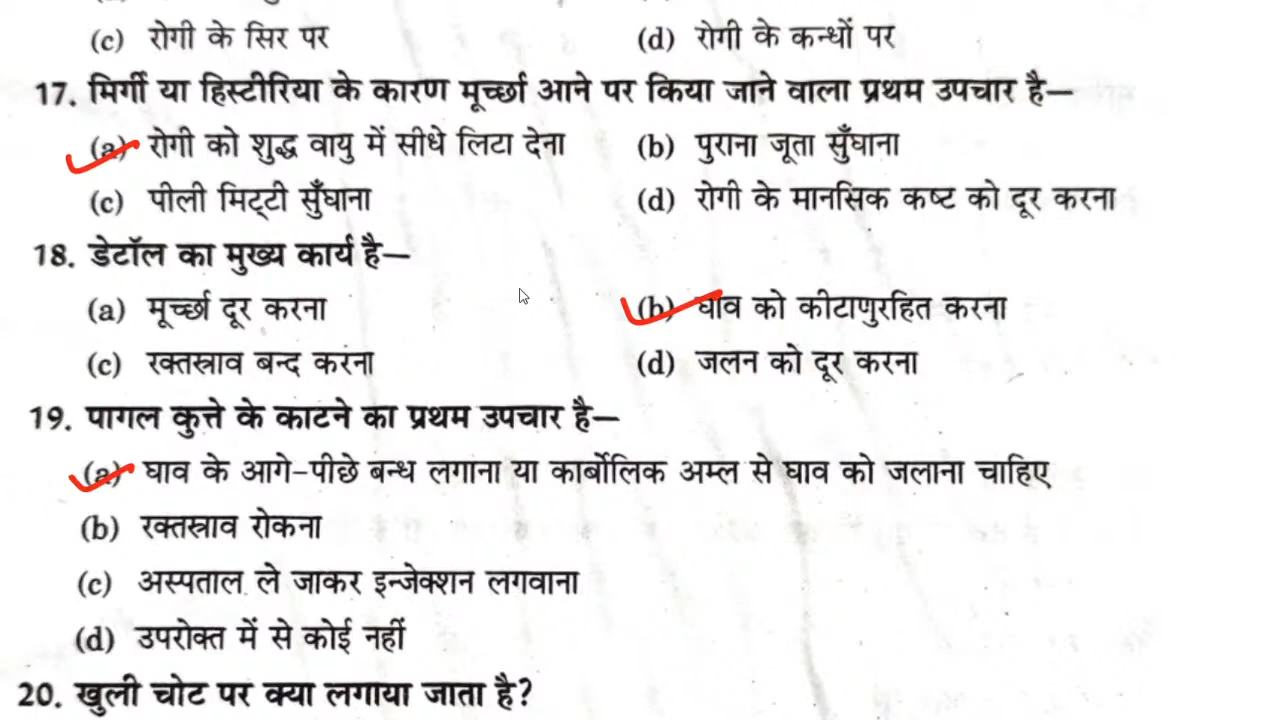 (c) रोगी के सिर पर (d) रोगी के कन्धों पर
17. मिर्गी या हिस्टीरिया के कारण मूर्च्छा आने पर किया जाने वाला प्रथम उपचार है—
(a) रोगी को शुद्ध वायु में सीधे लिटा देना (b) पुराना जूता सुँघाना
(c) पीली मिट्टी सुँघाना (d) रोगी के मानसिक कष्ट को दूर करना
18. डेटॉल का मुख्य कार्य है—
(a) मूर्च्छा दूर करना (b) घाव को कीटाणुरहित करना
(c) रक्तस्राव बन्द करना (d) जलन को दूर करना
19. पागल कुत्ते के काटने का प्रथम उपचार है—
(a) घाव के आगे-पीछे बन्ध लगाना या कार्बोलिक अम्ल से घाव को जलाना चाहिए
(b) रक्तस्राव रोकना
(c) अस्पताल ले जाकर इन्जेक्शन लगवाना
(d) उपरोक्त में से कोई नहीं
20. खुली चोट पर क्या लगाया जाता है?